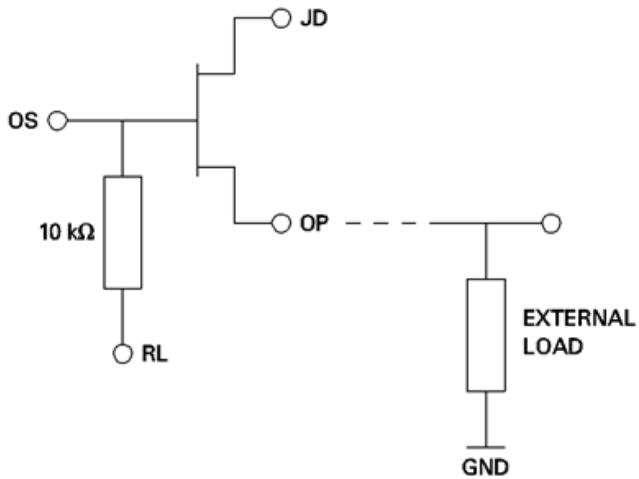 JD
OS
10 kΩ
OP
RL
EXTERNAL
LOAD
GND